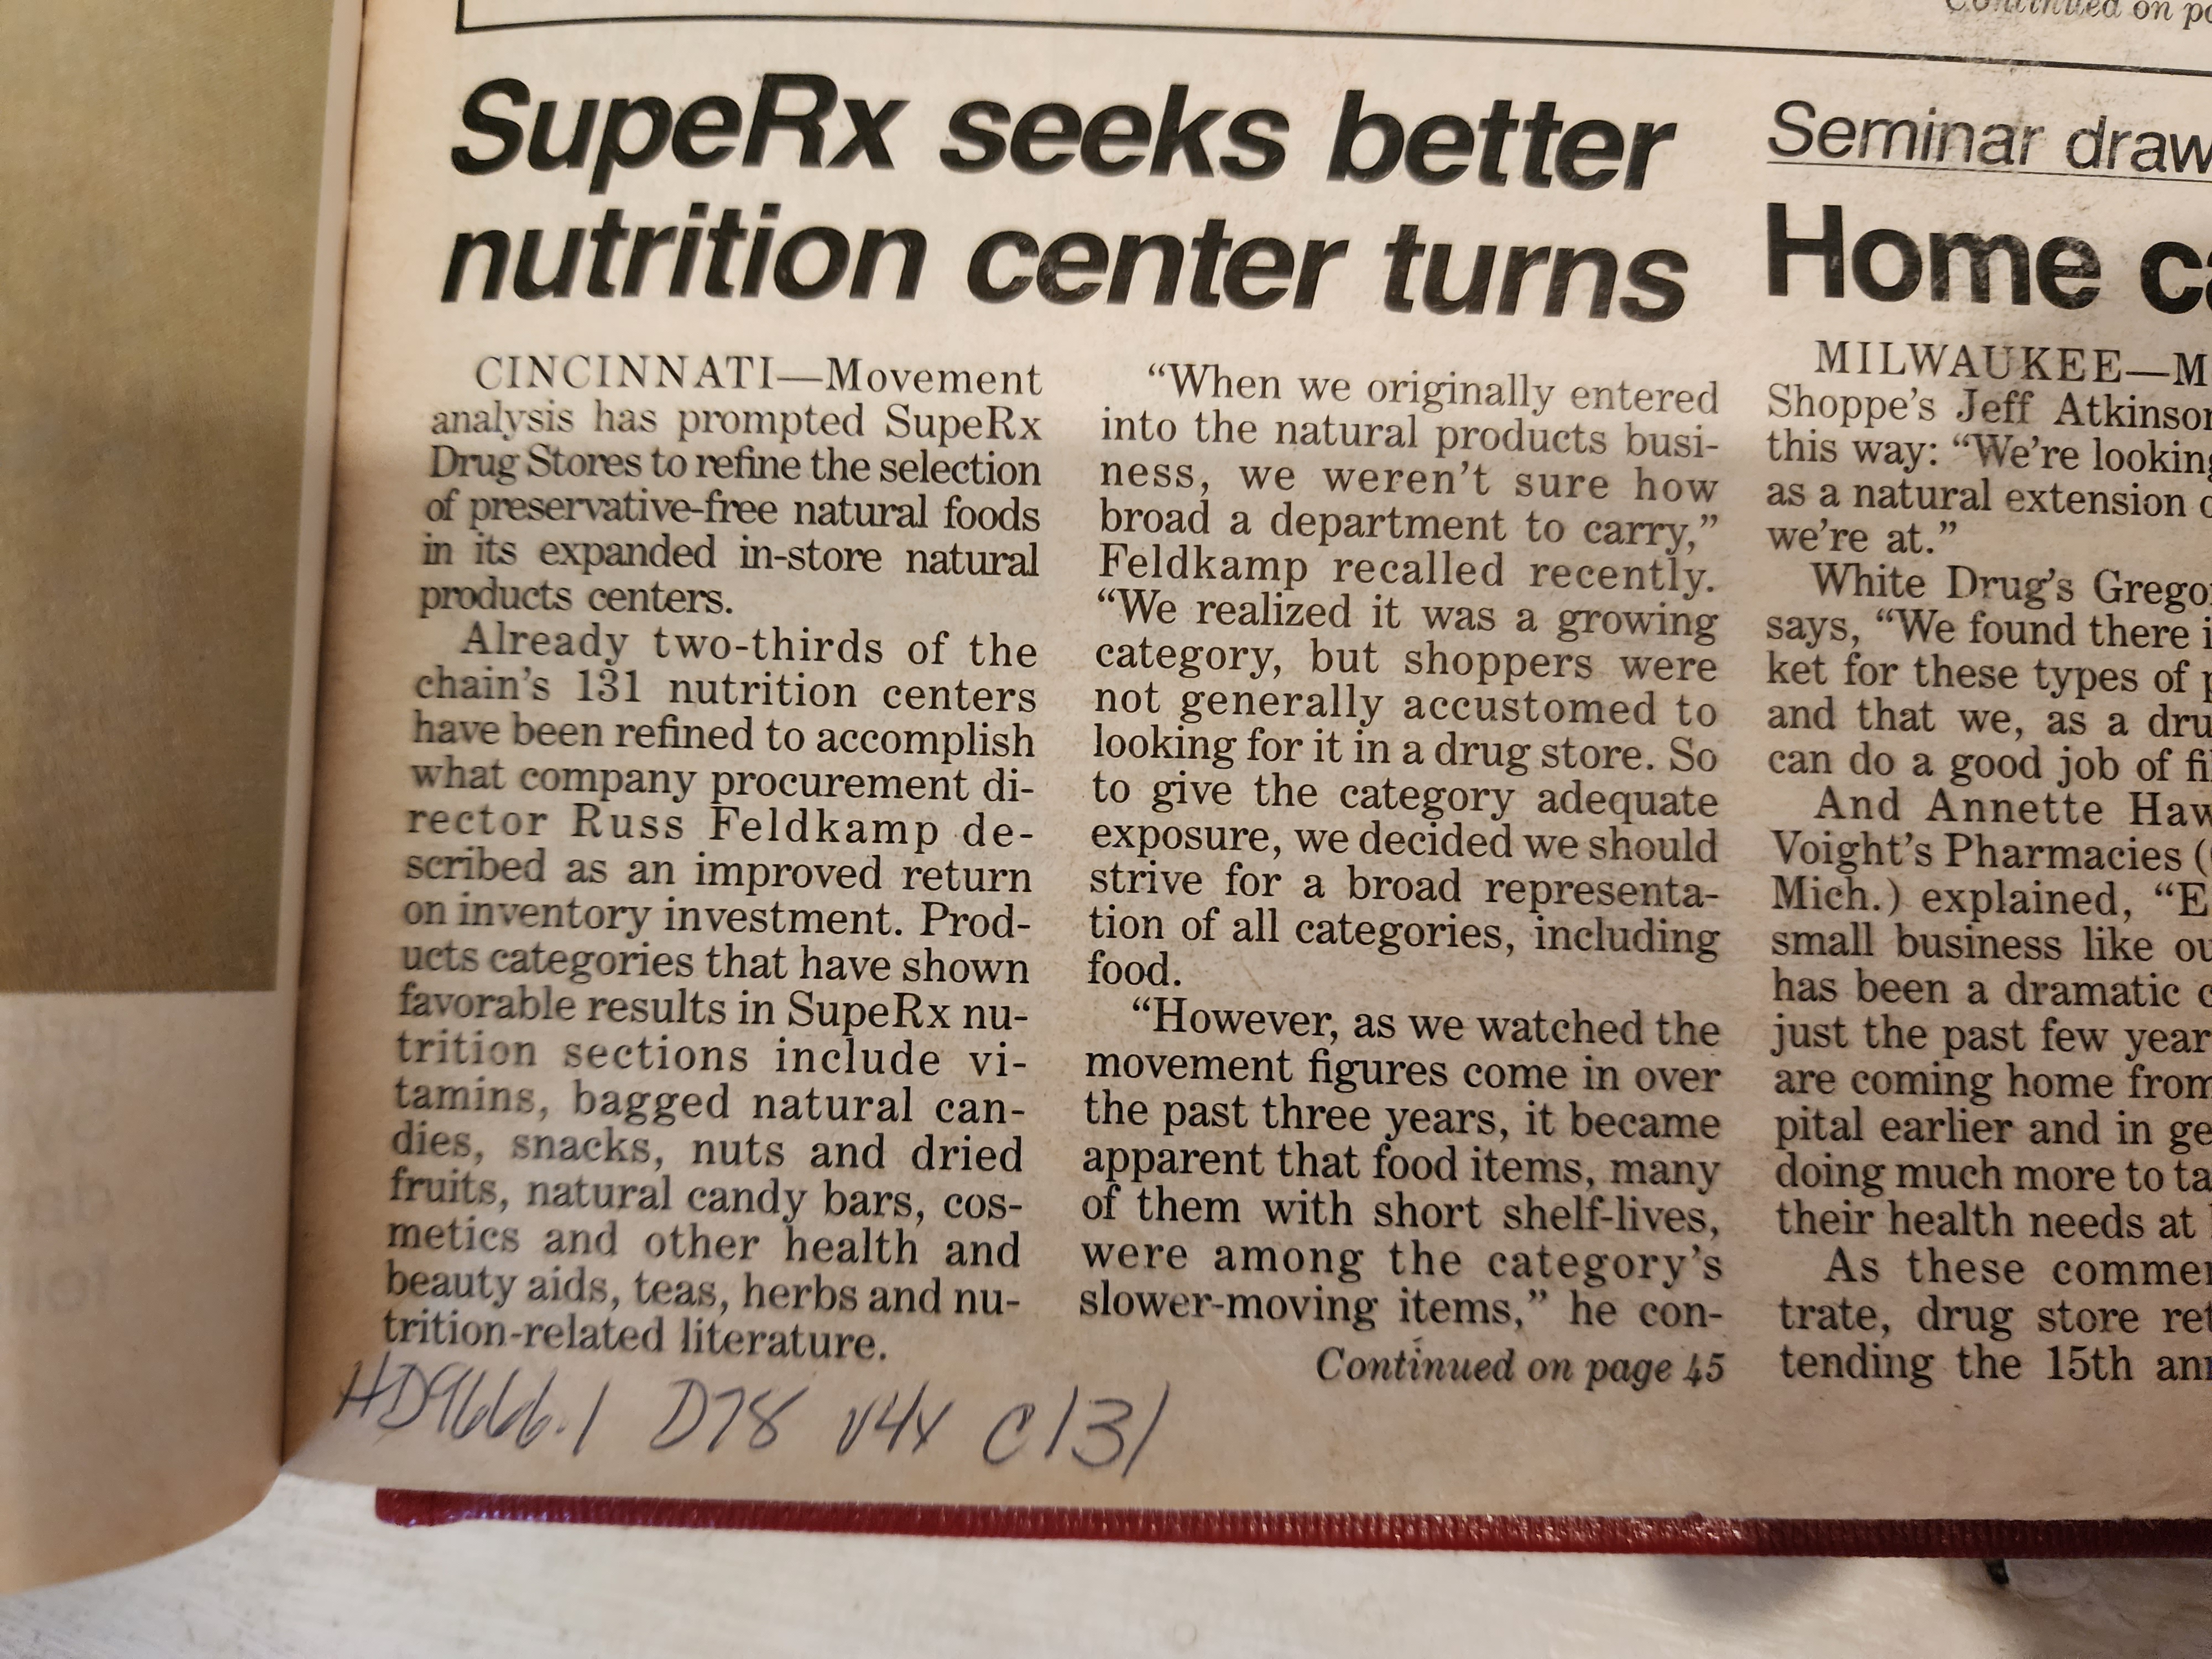 Continued on
SupeRx seeks better
nutrition center turns
CINCINNATI—Movement
analysis has prompted SupeRx
Drug Stores to refine the selection
of preservative-free natural foods
in its expanded in-store natural
products centers.
Already two-thirds of the
chain's 131 nutrition centers
have been refined to accomplish
what company procurement di-
rector Russ Feldkamp de-
scribed as an improved return
on inventory investment. Prod-
ucts categories that have shown
favorable results in SupeRx nu-
trition sections include vi-
tamins, bagged natural can-
dies, snacks, nuts and dried
fruits, natural candy bars, cos-
metics and other health and
beauty aids, teas, herbs and nu-
trition-related literature.
“When we originally entered
into the natural products busi-
ness, we weren't sure how
broad a department to carry,”
Feldkamp recalled recently.
“We realized it was a growing
category, but shoppers were
not generally accustomed to
looking for it in a drug store. So
to give the category adequate
exposure, we decided we should
strive for a broad representa-
tion of all categories, including
food.
“However, as we watched the
movement figures come in over
the past three years, it became
apparent that food items, many
of them with short shelf-lives,
were among the category's
slower-moving items,” he con-
Continued on page 45
Seminar draw
Home
MILWAUKEE—M
Shoppe's Jeff Atkinson
this way: “We're looking
as a natural extension
we're at.”
White Drug's
says, “We found there
ket for these types of
and that we, as a
can do a good job of
And Annette
Voight's Pharmacies
Mich.) explained, “E
small business like
has been a dramatic
just the past few year
are coming home from
pital earlier and in
doing much more to
their health needs at
As these
trate, drug store
tending the 15th
HD9666.1 D78 v4x C131